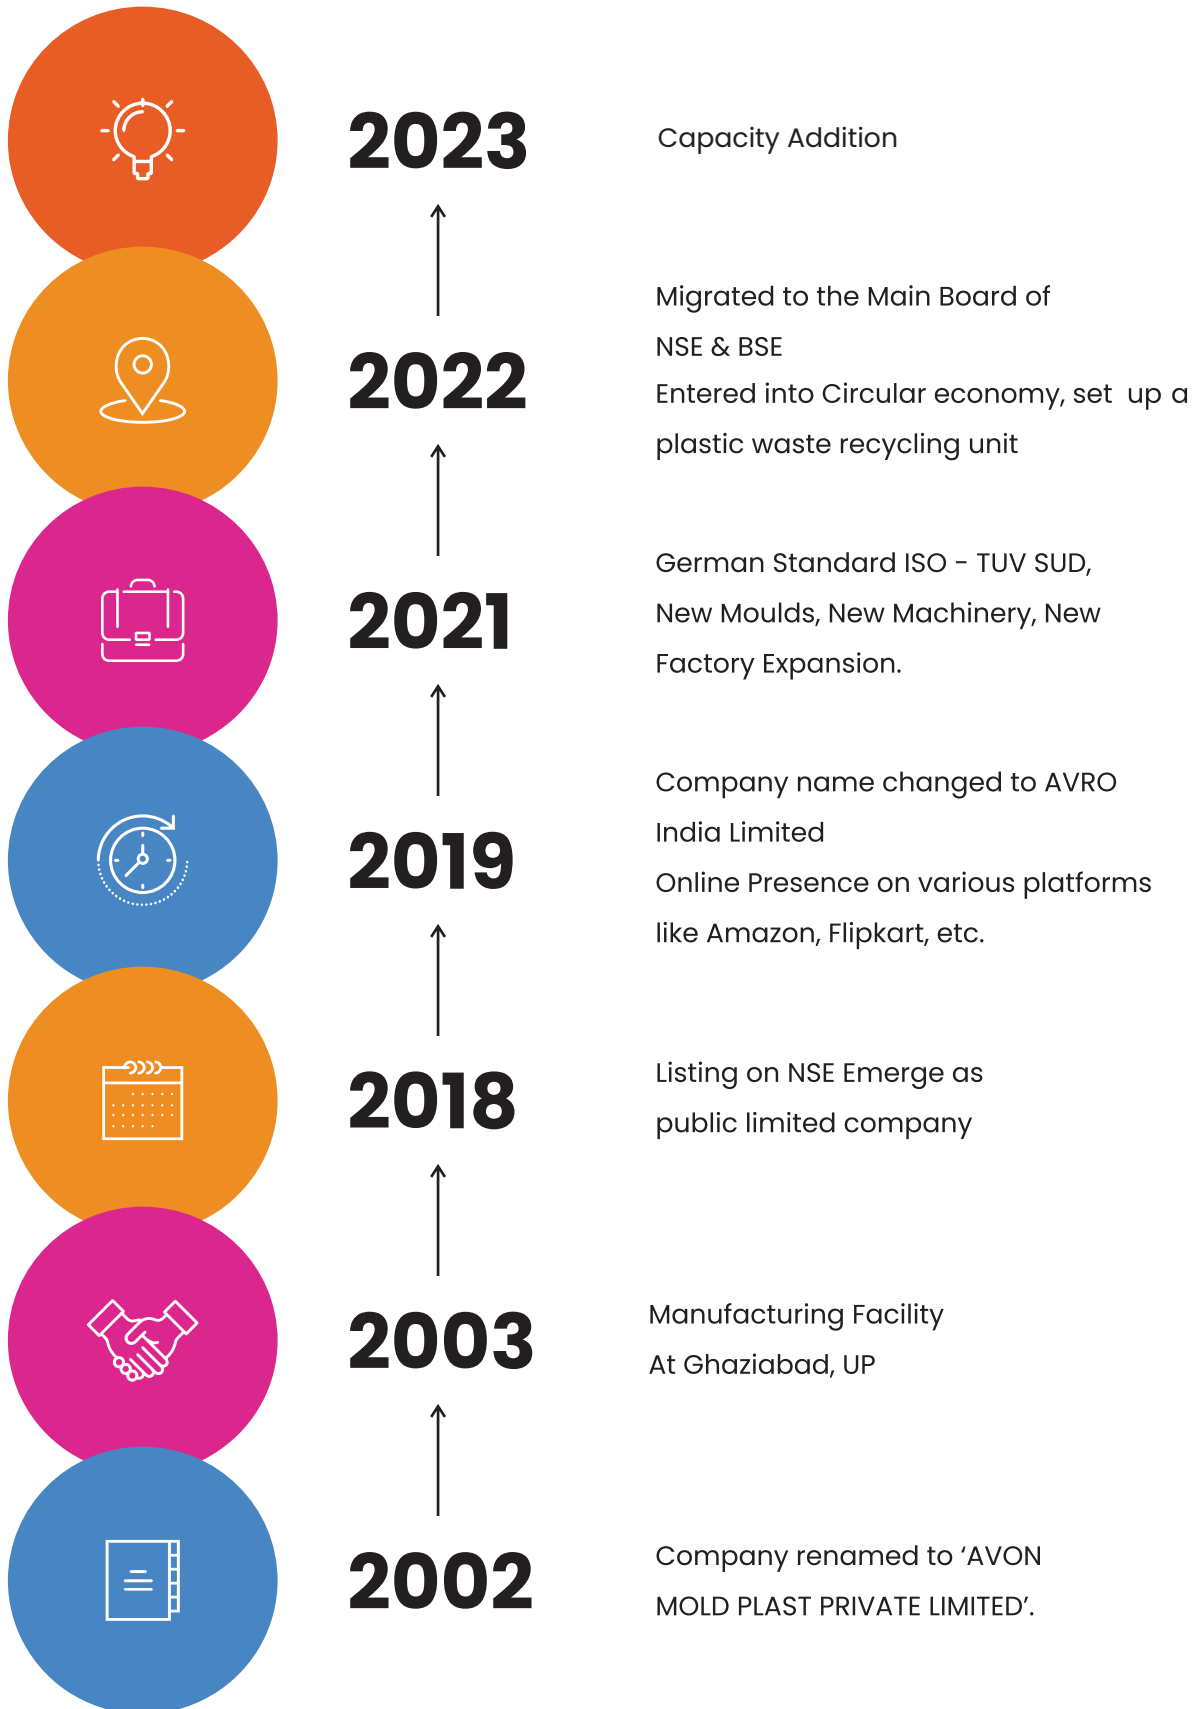 2023
Capacity Addition
2022
Migrated to the Main Board of
NSE & BSE
Entered into Circular economy, set up a
plastic waste recycling unit
2021
German Standard ISO - TUV SUD,
New Moulds, New Machinery, New
Factory Expansion.
2019
Company name changed to AVRO
India Limited
Online Presence on various platforms
like Amazon, Flipkart, etc.
2018
Listing on NSE Emerge as
public limited company
2003
Manufacturing Facility
At Ghaziabad, UP
2002
Company renamed to ‘AVON
MOLD PLAST PRIVATE LIMITED’.